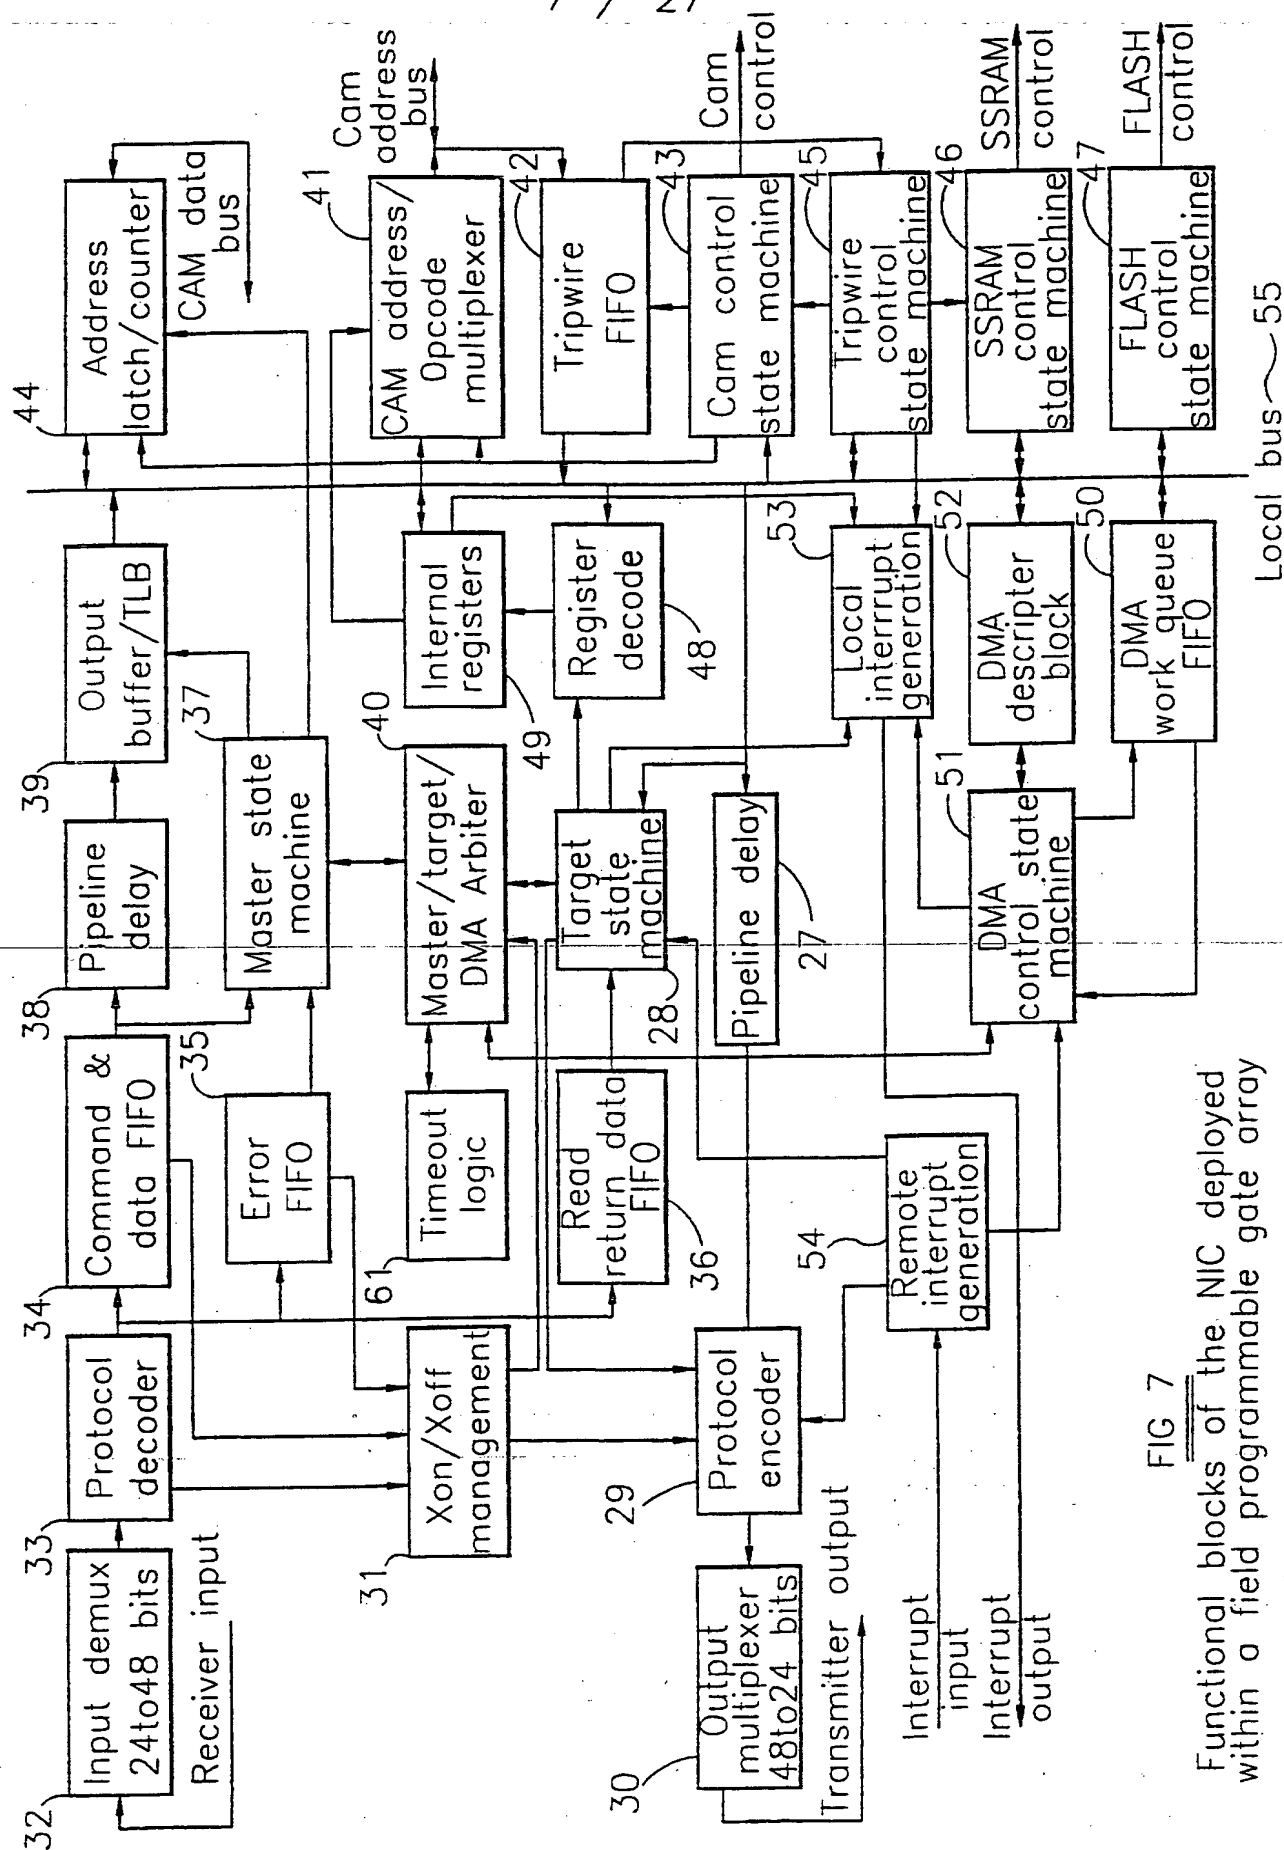 7 / 21
32
Input demux
24to48 bits
Receiver input
33
Protocol
decoder
34
Command &
data FIFO
38
Pipeline
delay
39
Output
buffer/TLB
44
Address
latch/counter
CAM data
bus
35
Error
FIFO
37
Master state
machine
41
CAM address/
Opcode
multiplexer
Cam
address
bus
31
Xon/Xoff
management
61
Timeout
logic
40
Master/target/
DMA Arbiter
49
Internal
registers
42
Tripwire
FIFO
36
Read
return data
FIFO
28
Target
state
machine
48
Register
decode
43
Cam control
state machine
Cam
control
29
Protocol
encoder
27
Pipeline delay
30
Output
multiplexer
48to24 bits
Transmitter output
53
Local
interrupt
generation
45
Tripwire
control
state machine
54
Remote
interrupt
generation
Interrupt
input
Interrupt
output
51
DMA
control state
machine
52
DMA
descripter
block
46
SSRAM
control
state machine
SSRAM
control
50
DMA
work queue
FIFO
47
FLASH
control
state machine
FLASH
control
Local bus 55
FIG 7
Functional blocks of the NIC deployed
within a field programmable gate array